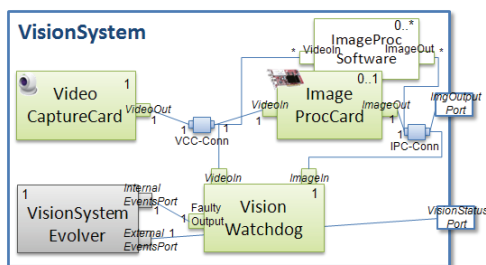 VisionSystem
0..*
ImageProc
Software
*
VideoIn
ImageOut
*
1
Video
CaptureCard
VideoOut
1
VCC-Conn
1
VideoIn
1
0..1
Image
ProcCard
ImageOut
1
IPC-Conn
ImgOutput
Port
1
VisionSystem
Evolver
Internal
EventsPort
1
External
EventsPort
1
VideoIn
ImageIn
1
1
Faulty
Output
Vision
Watchdog
VisionStatus
Port